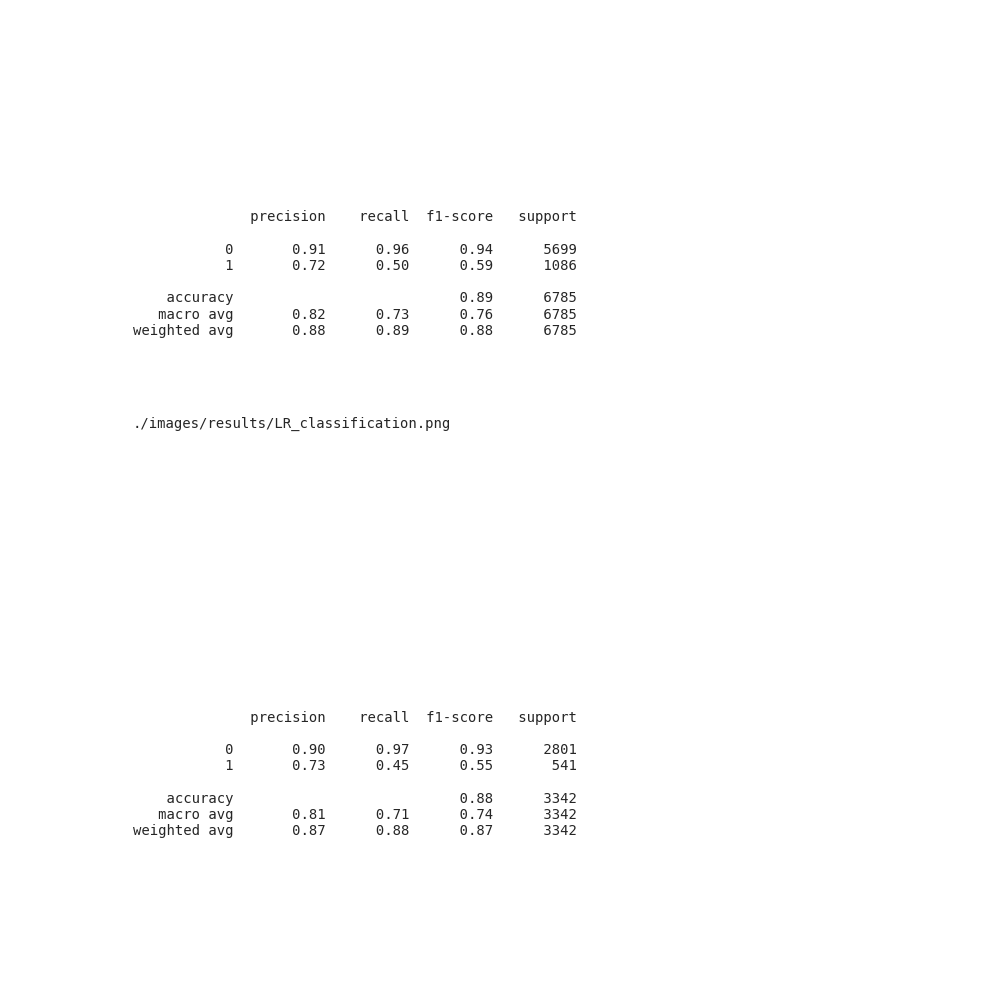 precision    recall  f1-score   support

           0       0.91      0.96      0.94      5699
           1       0.72      0.50      0.59      1086

    accuracy                           0.89      6785
   macro avg       0.82      0.73      0.76      6785
weighted avg       0.88      0.89      0.88      6785

./images/results/LR_classification.png

              precision    recall  f1-score   support

           0       0.90      0.97      0.93      2801
           1       0.73      0.45      0.55       541

    accuracy                           0.88      3342
   macro avg       0.81      0.71      0.74      3342
weighted avg       0.87      0.88      0.87      3342